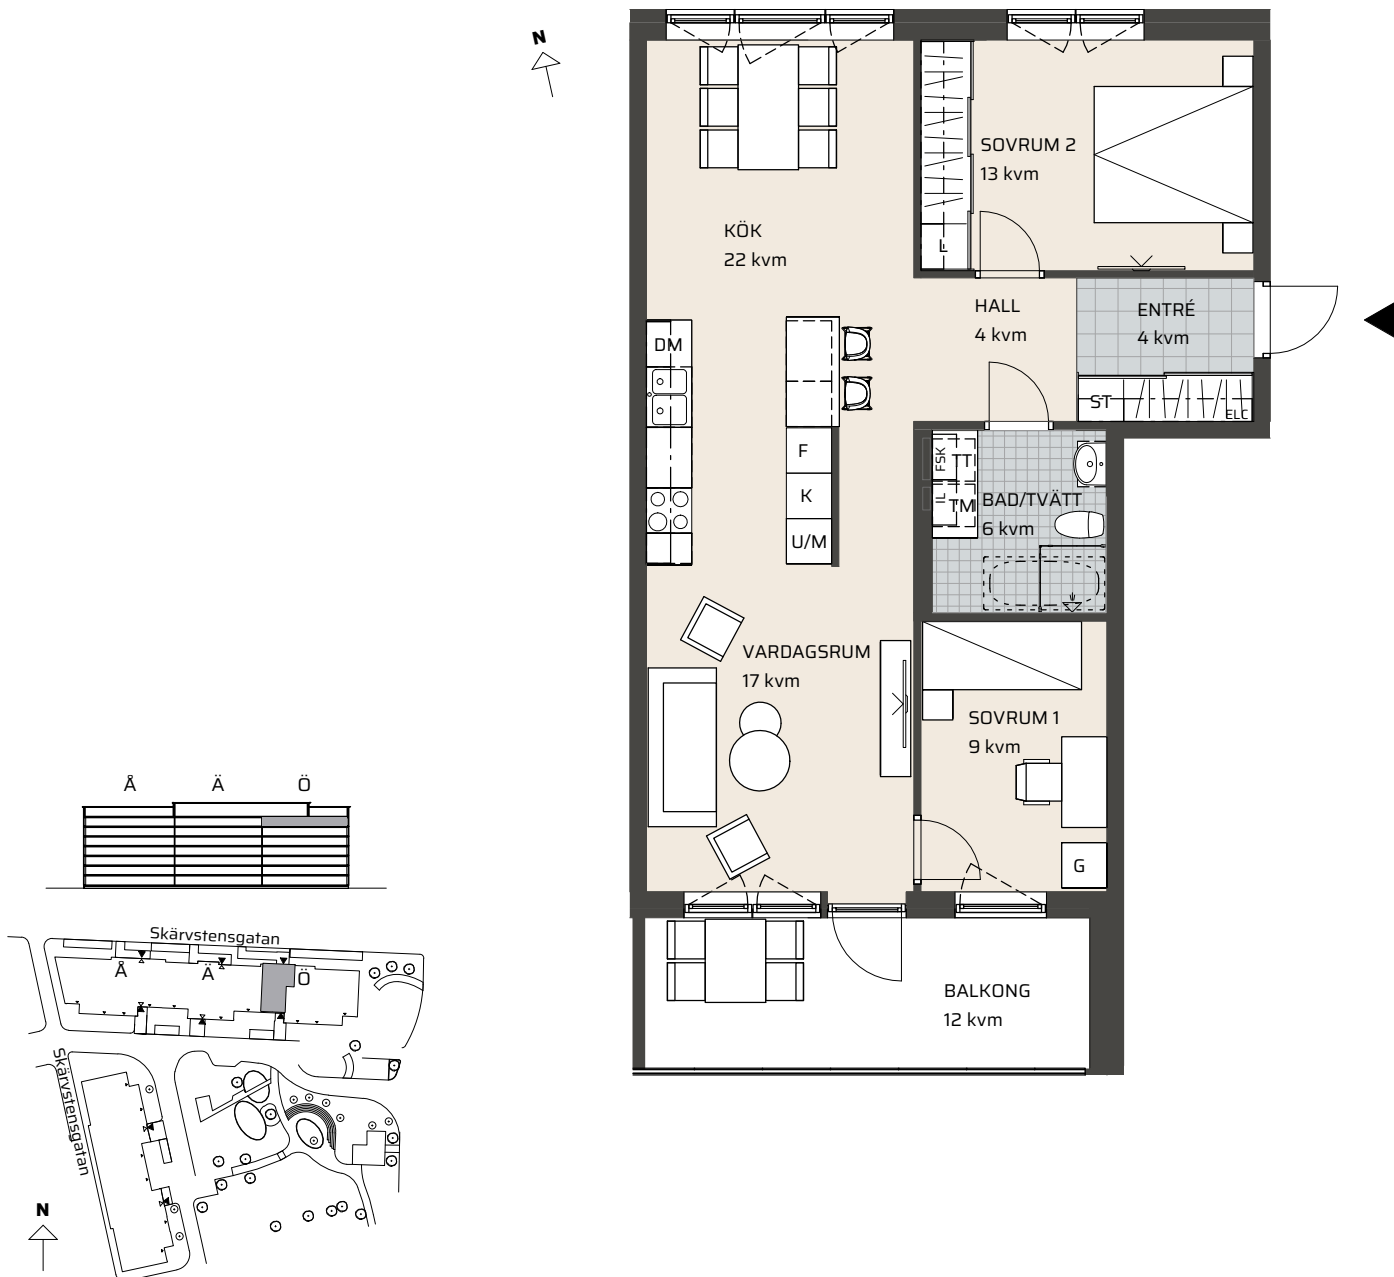 N
SOVRUM 2
13 kvm
KÖK
22 kvm
L
HALL
4 kvm
ENTRÉ
4 kvm
DM
ST
ELC
F
K
U/M
FSK
TT
IL
TM
BAD/TVÄTT
6 kvm
VARDAGSRUM
17 kvm
SOVRUM 1
9 kvm
G
BALKONG
12 kvm
Å Ä Ö
Skärvstensgatan
Å Ä Ö
Skärvstensgatan
N